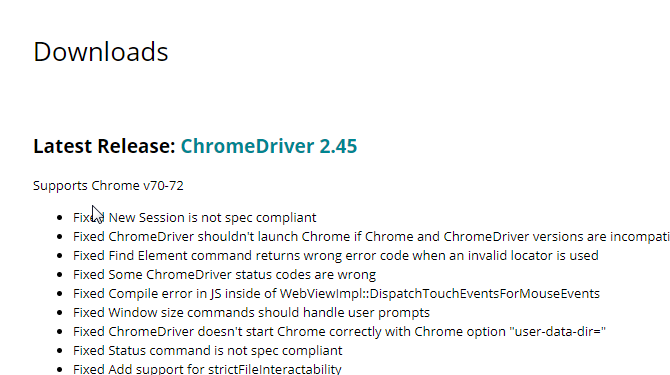 Downloads
Latest Release: ChromeDriver 2.45
Supports Chrome v70-72
Fixed New Session is not spec compliant
Fixed ChromeDriver shouldn't launch Chrome if Chrome and ChromeDriver versions are incompati
Fixed Find Element command returns wrong error code when an invalid locator is used
Fixed Some ChromeDriver status codes are wrong
Fixed Compile error in JS inside of WebViewImpl::DispatchTouchEventsForMouseEvents
Fixed Window size commands should handle user prompts
Fixed ChromeDriver doesn't start Chrome correctly with Chrome option "user-data-dir="
Fixed Status command is not spec compliant
Fixed Add support for strictFileInteractability